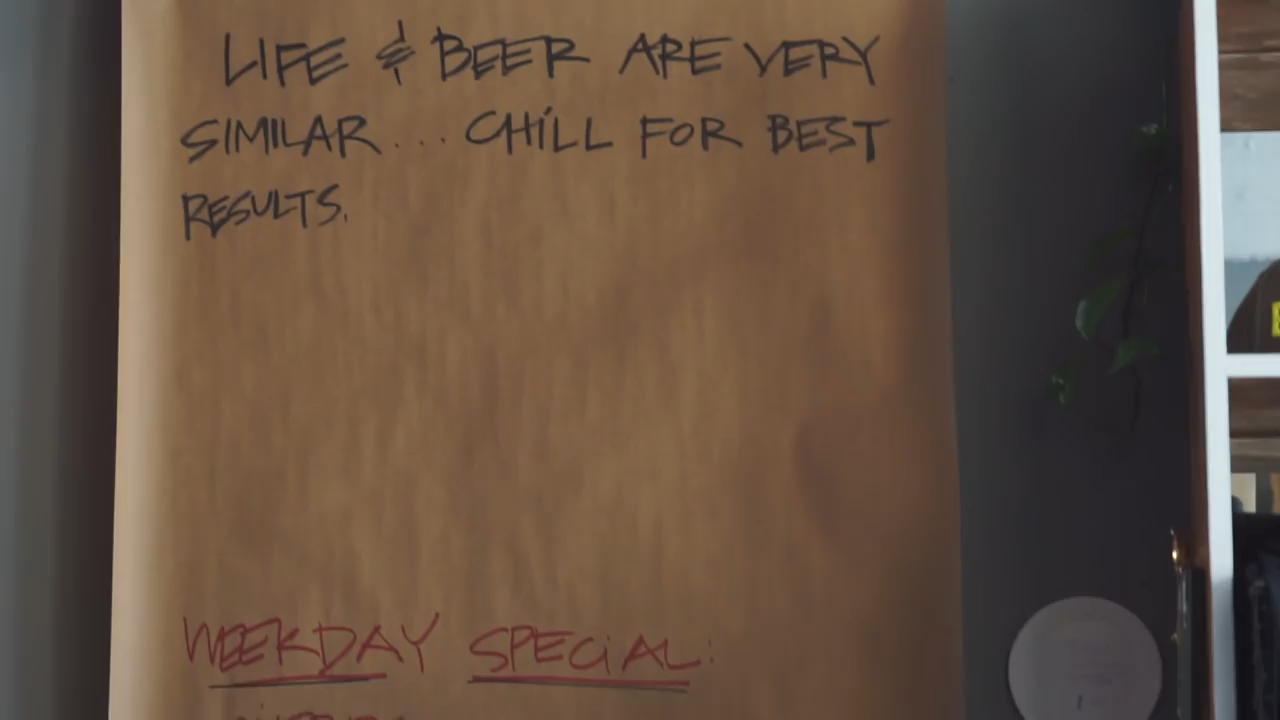 LIFE & BEER ARE VERY
SIMILAR... CHILL FOR BEST
RESULTS.
WEEKDAY SPECIAL: